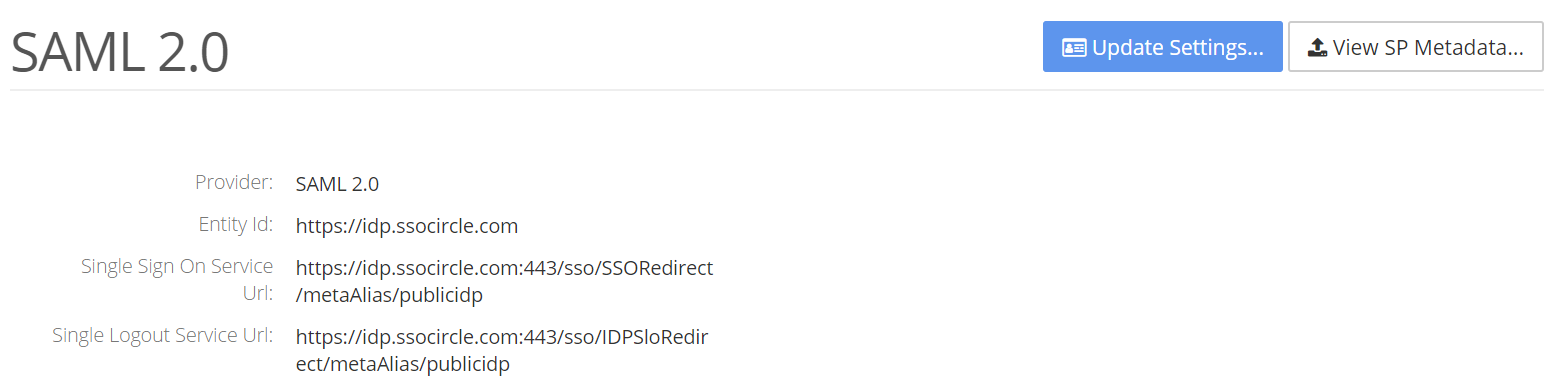 SAML 2.0
Update Settings...
View SP Metadata...
Provider: SAML 2.0
Entity Id: https://idp.ssocircle.com
Single Sign On Service https://idp.ssocircle.com:443/sso/SSORedirect
Url: /metaAlias/publicidp
Single Logout Service Url: https://idp.ssocircle.com:443/sso/IDPSloRedir
ect/metaAlias/publicidp